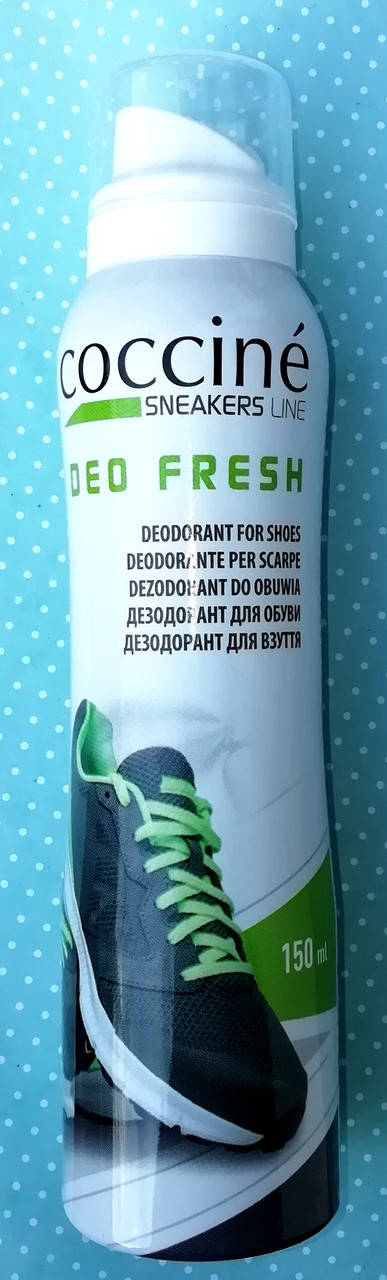 cocciné
SNEAKERS LINE
DEO FRESH
DEODORANT FOR SHOES
DEODORANTE PER SCARPE
DEZODORANT DO OBUWIA
ДЕЗОДОРАНТ ДЛЯ ОБУВИ
ДЕЗОДОРАНТ ДЛЯ ВЗУТТЯ
150 ml